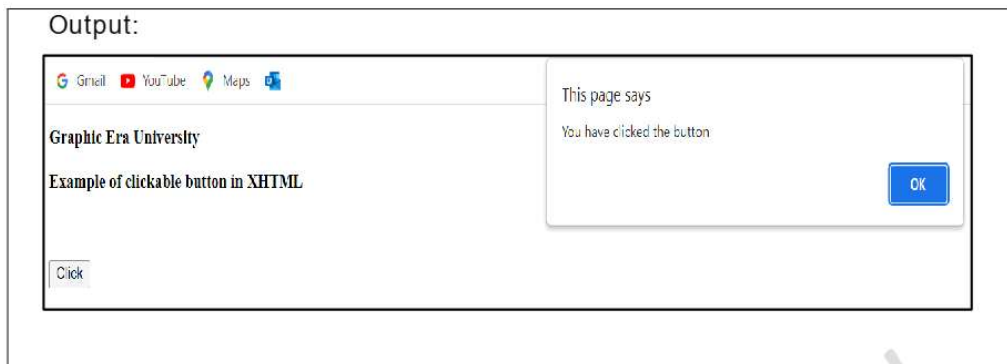 Output:
Gmail YouTube Maps
This page says
You have clicked the button
OK
Graphic Era University
Example of clickable button in XHTML
Click